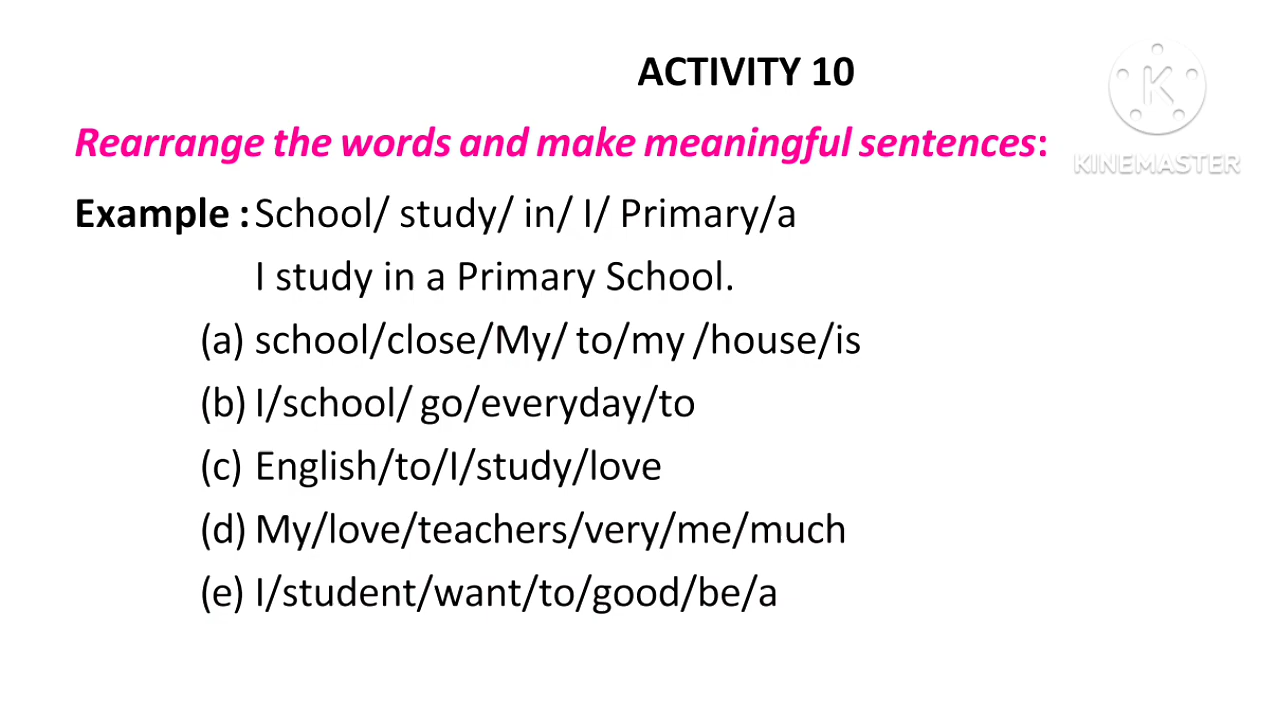 ACTIVITY 10
KINEMASTER
Rearrange the words and make meaningful sentences:
Example : School/ study/ in/ I/ Primary/a
I study in a Primary School.
(a) school/close/My/ to/my /house/is
(b) I/school/ go/everyday/to
(c) English/to/I/study/love
(d) My/love/teachers/very/me/much
(e) I/student/want/to/good/be/a